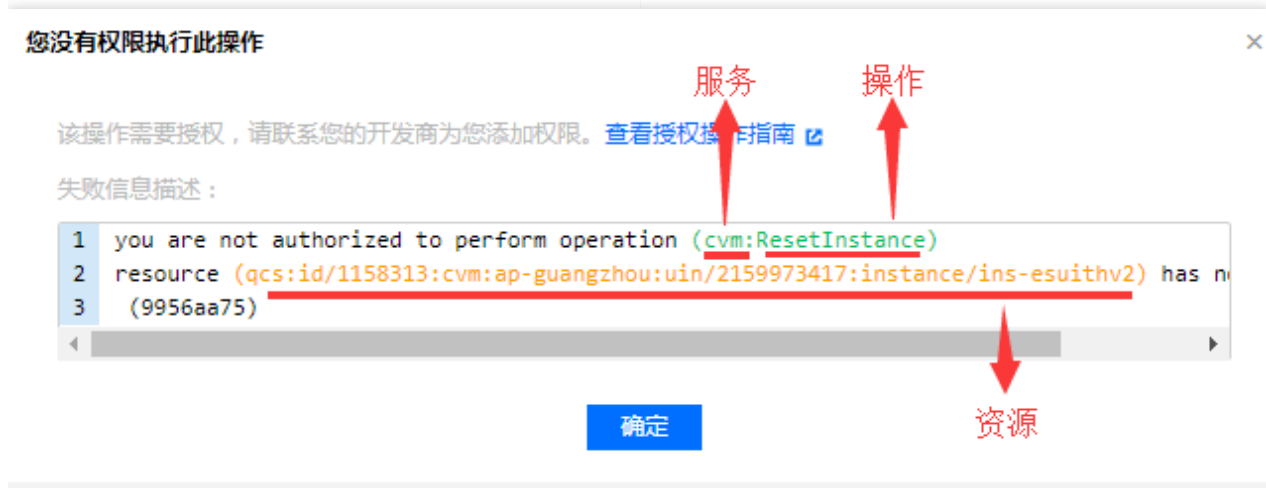 您没有权限执行此操作
服务 操作
该操作需要授权，请联系您的开发商为您添加权限。查看授权操作指南
失败信息描述：
1 you are not authorized to perform operation (cvm:ResetInstance)
2 resource (qcs:id/1158313:cvm:ap-guangzhou:uin/2159973417:instance/ins-esuithv2) has n
3 (9956aa75)
确定
资源